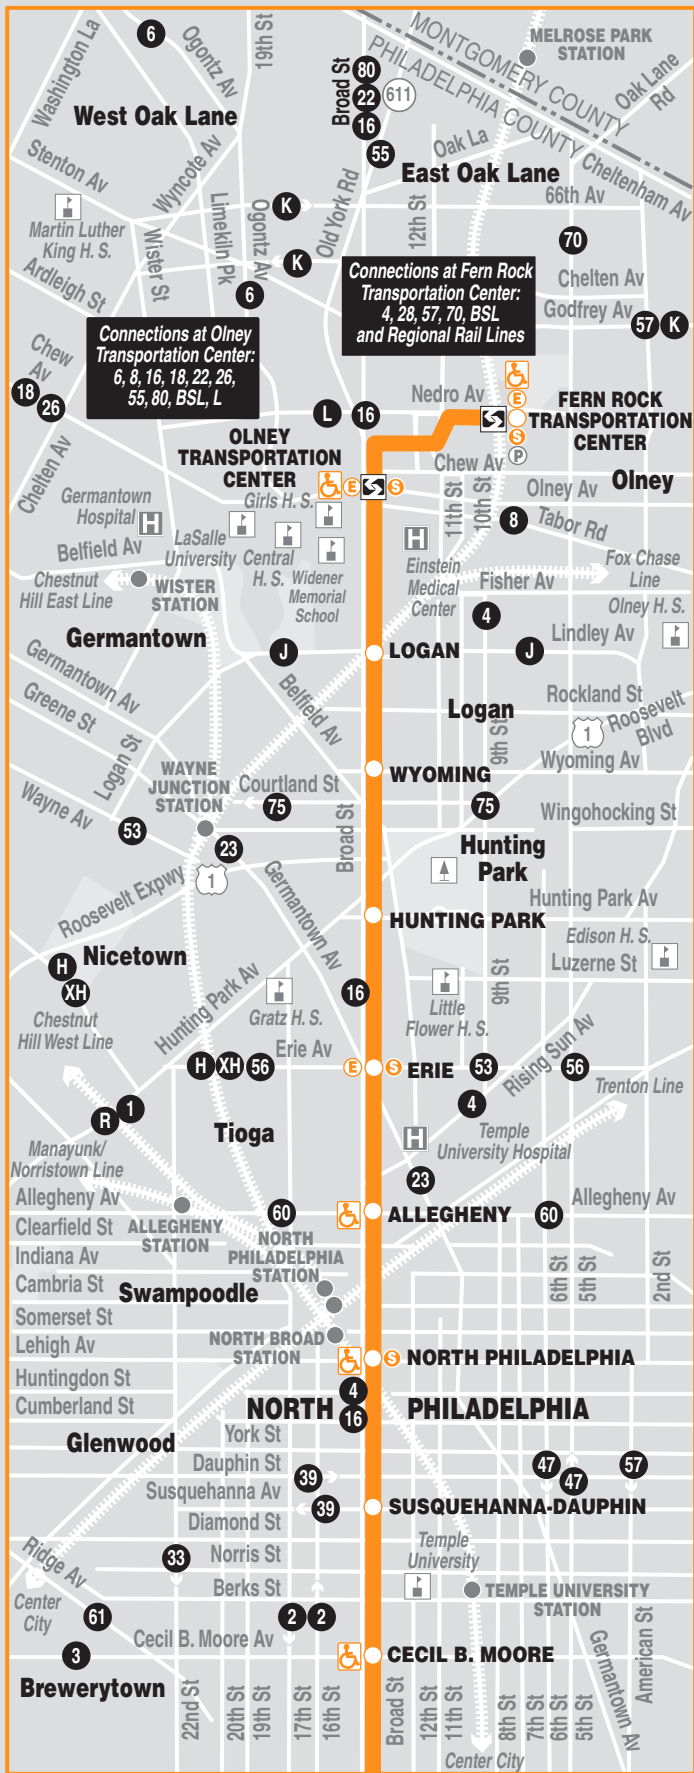 MONTGOMERY COUNTY
PHILADELPHIA COUNTY
MELROSE PARK
STATION
Washington La
6
Ogontz Av
19th St
Broad St
80
22
611
16
55
Oak Lane
Rd
West Oak Lane
Stenton Av
Wyncote Av
Oak La
East Oak Lane
Cheltenham Av
66th Av
Martin Luther
King H. S.
Wister St
Limekiln Pk
Ogontz Av
K
Old York Rd
12th St
K
70
Ardleigh St
6
Chelten Av
Godfrey Av
57
K
Connections at Fern Rock
Transportation Center:
4, 28, 57, 70, BSL
and Regional Rail Lines
Connections at Olney
Transportation Center:
6, 8, 16, 18, 22, 26,
55, 80, BSL, L
Chew
Av
18
26
Chelten Av
L
16
Nedro Av
E
S
P
FERN ROCK
TRANSPORTATION
CENTER
OLNEY
TRANSPORTATION
CENTER
E
S
Chew Av
11th St
10th St
Olney
Olney Av
8
Tabor Rd
Germantown
Hospital
H
Girls H. S.
LaSalle
University
Central
H. S.
Widener
Memorial
School
H
Einstein
Medical
Center
Belfield Av
Chestnut
Hill East Line
WISTER
STATION
Fisher Av
Fox Chase
Line
Olney H. S.
4
Lindley Av
Germantown
J
LOGAN
J
Germantown Av
Greene St
Belfield Av
Logan
Rockland St
Roosevelt
Blvd
1
9th St
Logan St
WAYNE
JUNCTION
STATION
Courtland St
WYOMING
Wyoming Av
Wayne Av
75
75
Wingohocking St
53
23
Broad St
Hunting
Park
1
Roosevelt Expwy
Germantown Av
HUNTING PARK
Hunting Park Av
Edison H. S.
Nicetown
H
XH
Luzerne St
9th St
Chestnut
Hill West Line
Hunting Park Av
Gratz H. S.
16
Little
Flower H. S.
Erie Av
Rising Sun Av
H
XH
56
E
S
ERIE
53
56
Trenton Line
R
1
Tioga
4
H
Temple
University Hospital
Manayunk/
Norristown Line
23
Allegheny Av
ALLEGHENY
STATION
60
ALLEGHENY
60
Allegheny Av
Clearfield St
Indiana Av
NORTH
PHILADELPHIA
STATION
6th St
5th St
2nd St
Cambria St
Swampoodle
Somerset St
Lehigh Av
NORTH BROAD
STATION
S
NORTH PHILADELPHIA
Huntingdon St
4
Cumberland St
NORTH
16
PHILADELPHIA
York St
Glenwood
Dauphin St
39
47
47
57
Susquehanna Av
39
SUSQUEHANNA-DAUPHIN
Diamond St
Ridge Av
33
Norris St
Temple
University
Berks St
TEMPLE UNIVERSITY
STATION
Center
City
61
2
2
Cecil B. Moore Av
3
CECIL B. MOORE
American St
Germantown Av
Brewerytown
22nd St
20th St
19th St
17th St
16th St
Broad St
12th St
11th St
8th St
7th St
6th St
5th St
Center City